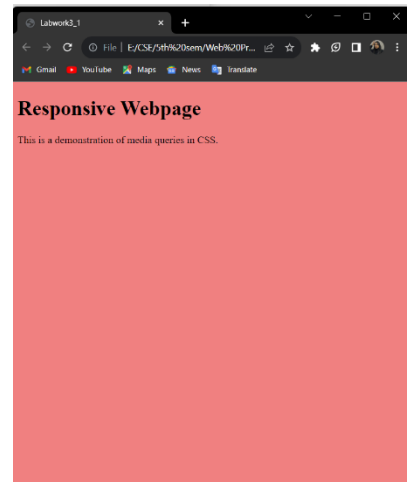 Labwork3_1
File E:/CSE/5th%20sem/Web%20Pr...
Gmail YouTube Maps News Translate
Responsive Webpage
This is a demonstration of media queries in CSS.